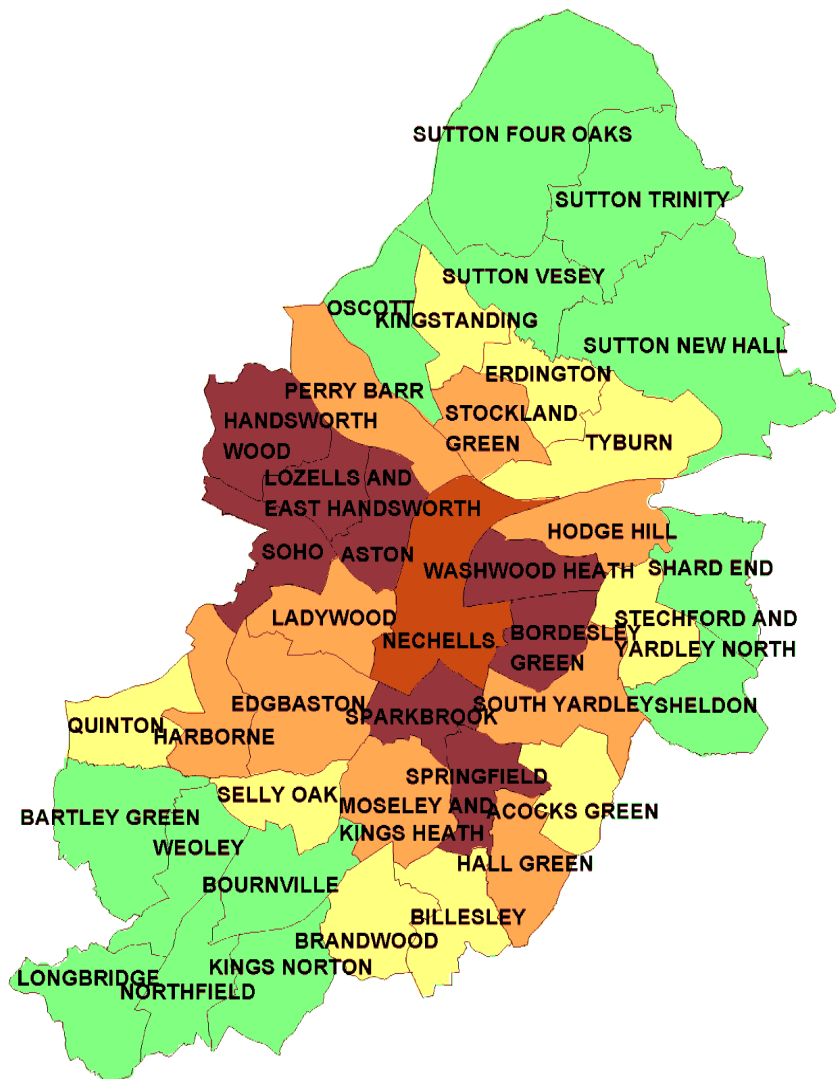 SUTTON FOUR OAKS
SUTTON TRINITY
SUTTON VESEY
OSCOTT
KINGSTANDING
SUTTON NEW HALL
ERDINGTON
PERRY BARR
STOCKLAND
GREEN
HANDSWORTH
WOOD
TYBURN
LOZELLS AND
EAST HANDSWORTH
HODGE HILL
SOHO
ASTON
WASHWOOD HEATH
SHARD END
LADYWOOD
NECHELLS
BORDESLEY
GREEN
STECHFORD AND
YARDLEY NORTH
EDGBASTON
SPARKBROOK
SOUTH YARDLEY
SHELDON
QUINTON
HARBORNE
SELLY OAK
SPRINGFIELD
MOSELEY AND
KINGS HEATH
ACOCKS GREEN
BARTLEY GREEN
WEOLEY
HALL GREEN
BOURNVILLE
BILLESLEY
BRANDWOOD
KINGS NORTON
LONGBRIDGE
NORTHFIELD